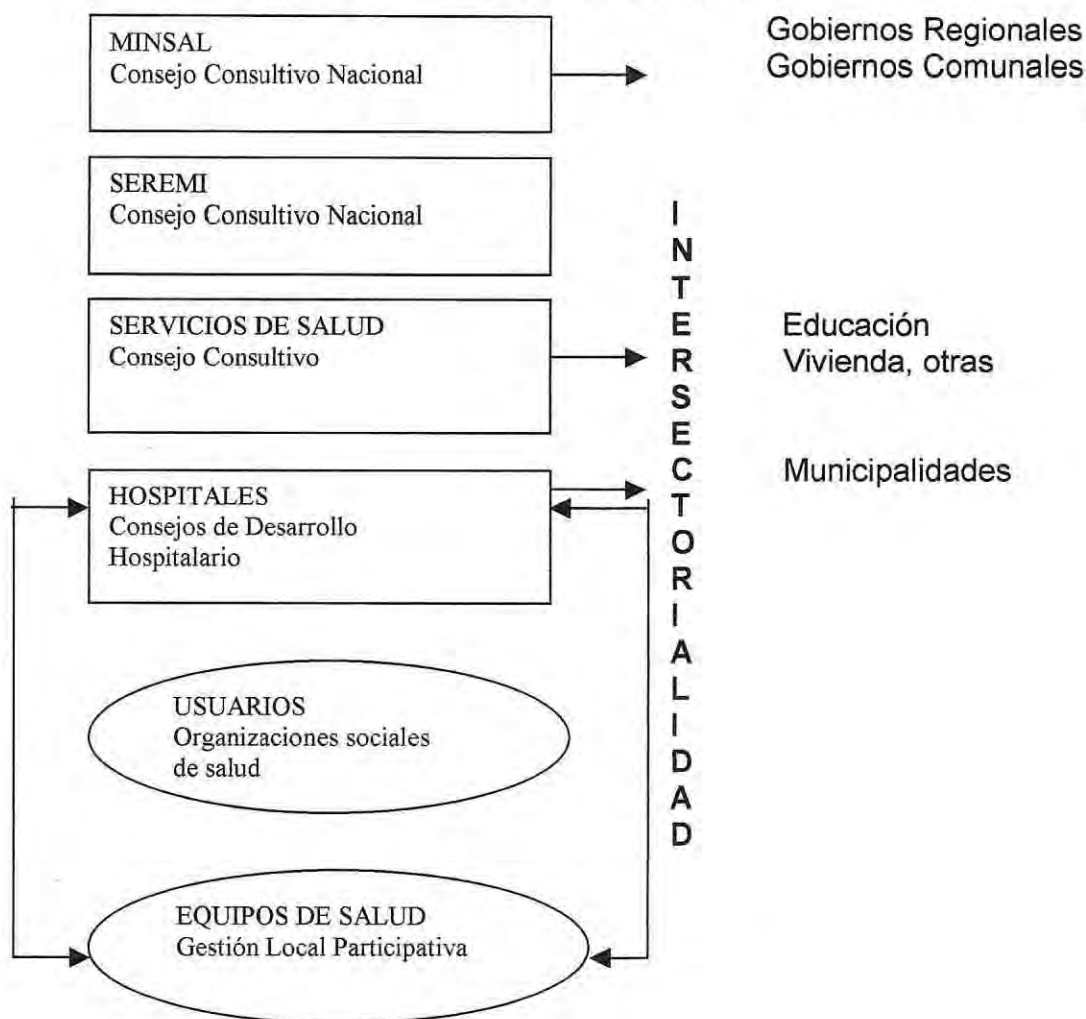 MINSAL
Consejo Consultivo Nacional
Gobiernos Regionales
Gobiernos Comunales
SEREMI
Consejo Consultivo Nacional
SERVICIOS DE SALUD
Consejo Consultivo
Educación
Vivienda, otras
HOSPITALES
Consejos de Desarrollo
Hospitalario
Municipalidades
INTERSECTORIALIDAD
USUARIOS
Organizaciones sociales
de salud
EQUIPOS DE SALUD
Gestión Local Participativa